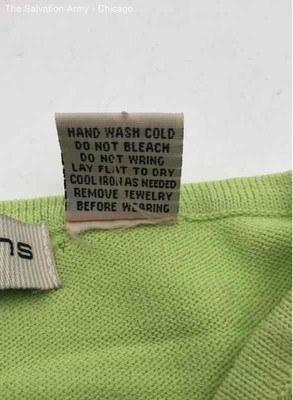 The Salvation Army - Chicago
HAND WASH COLD
DO NOT BLEACH
DO NOT WRING
LAY FLAT TO DRY
COOL IRON AS NEEDED
REMOVE JEWELRY
BEFORE WEARING
ns